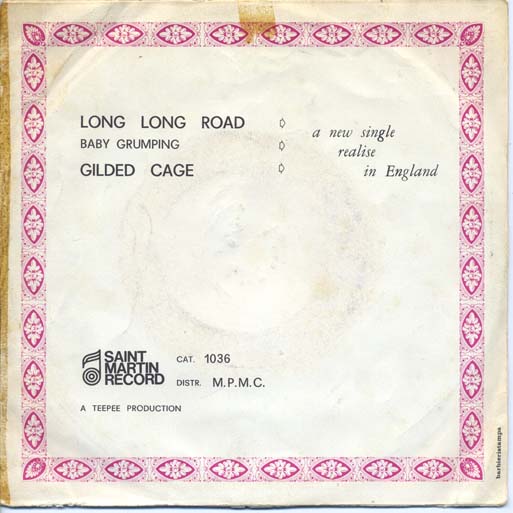 LONG LONG ROAD
BABY GRUMPING
GILDED CAGE
a new single
realise
in England
SAINT
MARTIN
RECORD
CAT. 1036
DISTR. M.P.M.C.
A TEEPEE PRODUCTION
barbieristampa